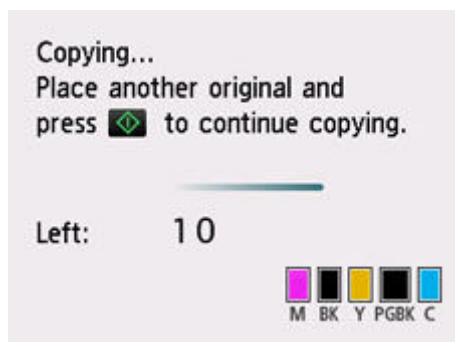 Copying...
Place another original and
press to continue copying.
Left: 10
M BK Y PGBK C